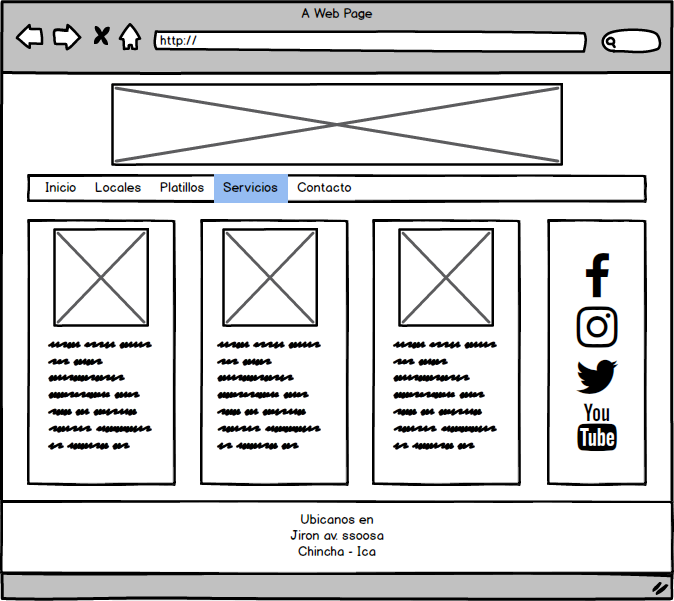 A Web Page
http://
Inicio Locales Platillos Servicios Contacto
You
Tube
Ubicanos en
Jiron av. ssoosa
Chincha - Ica